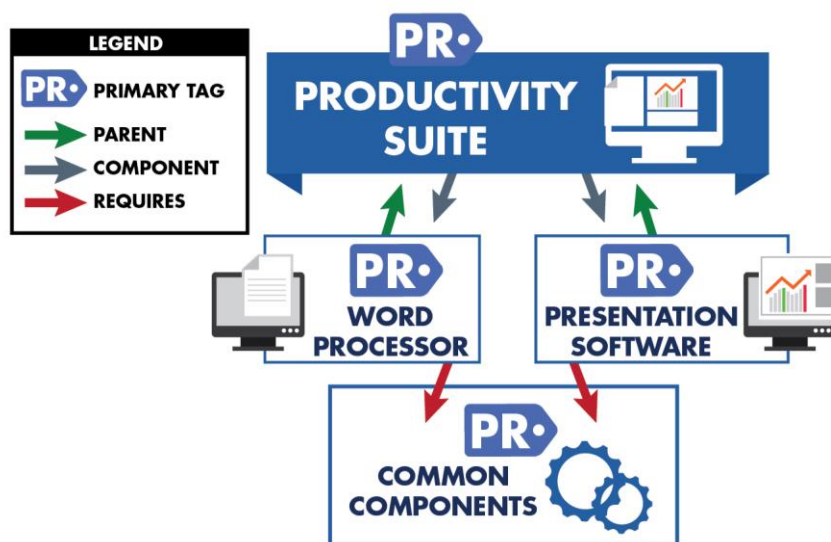 LEGEND
PR PRIMARY TAG
PARENT
COMPONENT
REQUIRES
PR
PRODUCTIVITY
SUITE
PR
WORD
PROCESSOR
PR
PRESENTATION
SOFTWARE
PR
COMMON
COMPONENTS